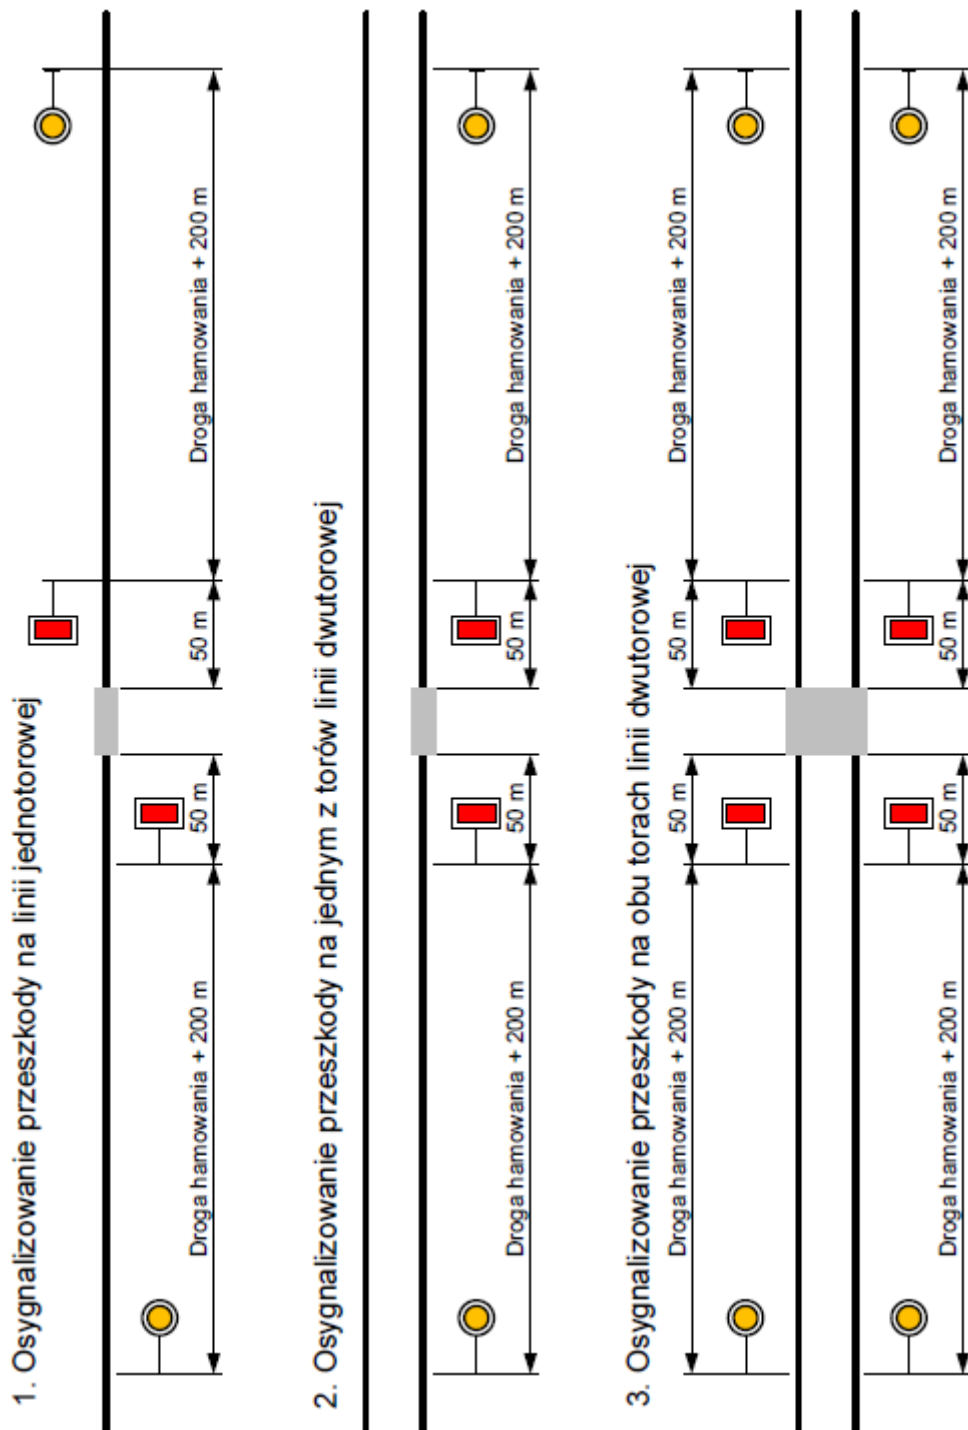 1. Osygnalizowanie przeszkody na linii jednotorowej
Droga hamowania + 200 m
50 m
50 m
Droga hamowania + 200 m
2. Osygnalizowanie przeszkody na jednym z torów linii dwutorowej
Droga hamowania + 200 m
50 m
50 m
Droga hamowania + 200 m
3. Osygnalizowanie przeszkody na obu torach linii dwutorowej
Droga hamowania + 200 m
50 m
50 m
Droga hamowania + 200 m
Droga hamowania + 200 m
50 m
50 m
Droga hamowania + 200 m